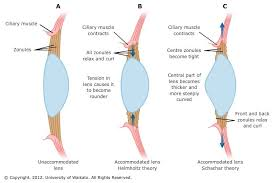 A
B
C
Ciliary muscle
Zonules
Unaccommodated
lens
Ciliary muscle
contracts
All zonules
relax and curl
Tension in
lens causes it to
become
rounder
Accommodated lens
Helmholtz theory
Ciliary muscle
contracts
Centre zonules
become tight
Central part of
lens becomes
thicker and
more steeply
curved
Front and back
zonules relax
and curl
Accommodated lens
Schachar theory
© Copyright. 2012. University of Waikato. All Rights Reserved.